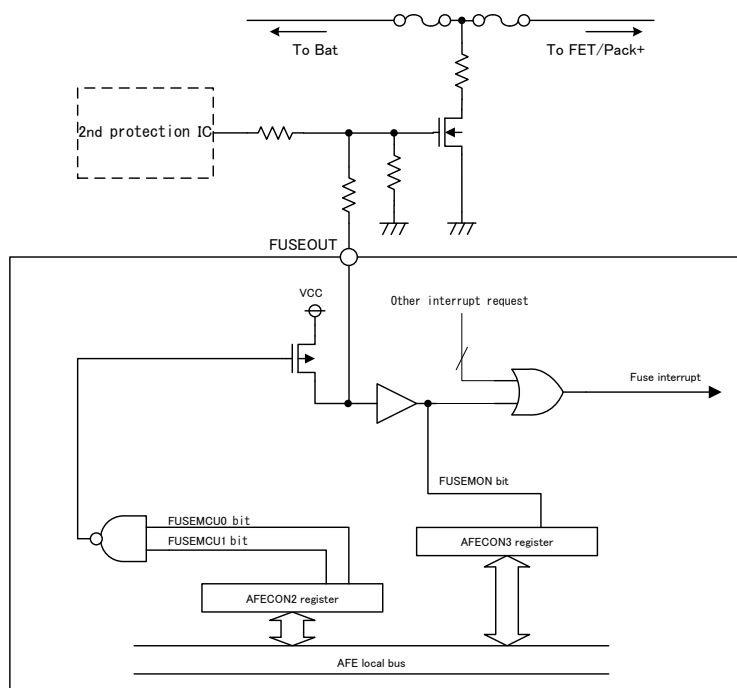 To Bat
To FET/Pack+
2nd protection IC
FUSEOUT
VCC
Other interrupt request
Fuse interrupt
FUSEMON bit
FUSEMCU0 bit
FUSEMCU1 bit
AFECON3 register
AFECON2 register
AFE local bus